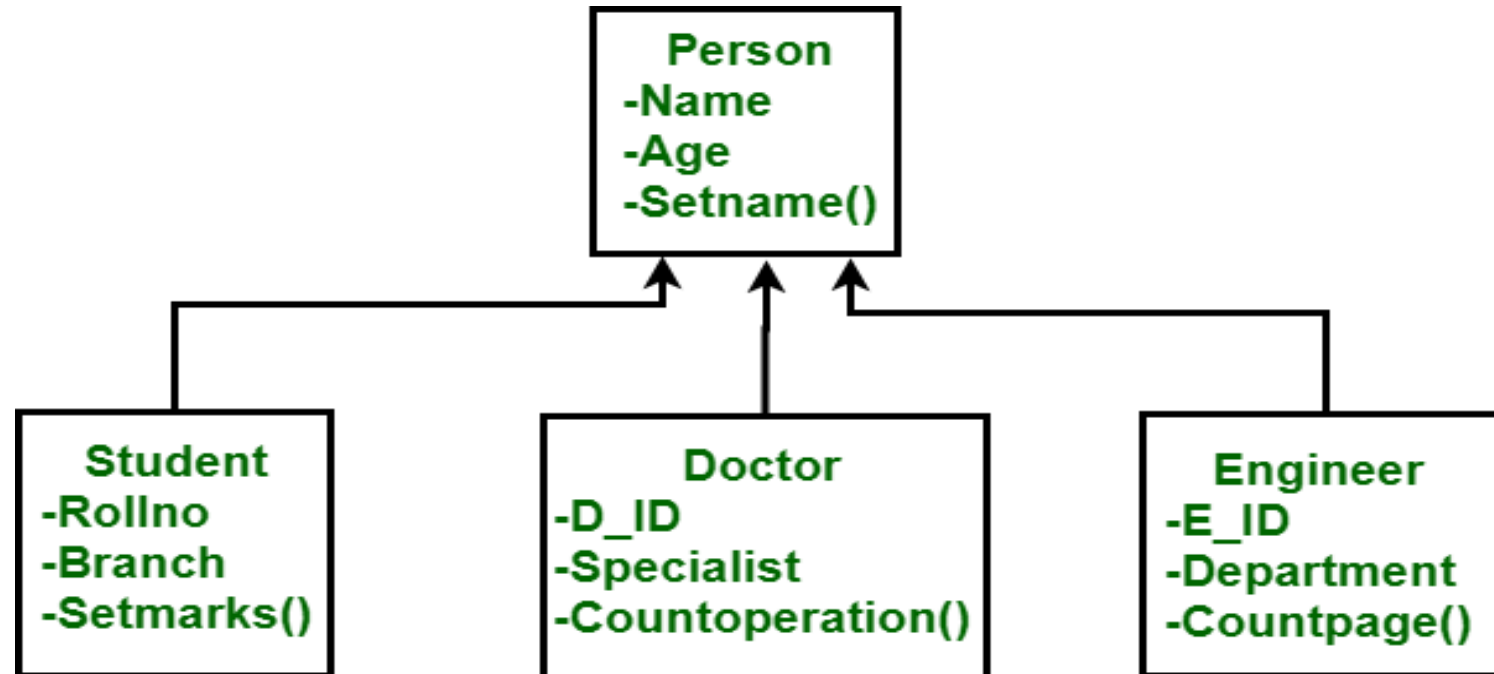 Person
-Name
-Age
-Setname()
Student
-Rollno
-Branch
-Setmarks()
Doctor
-D_ID
-Specialist
-Countoperation()
Engineer
-E_ID
-Department
-Countpage()